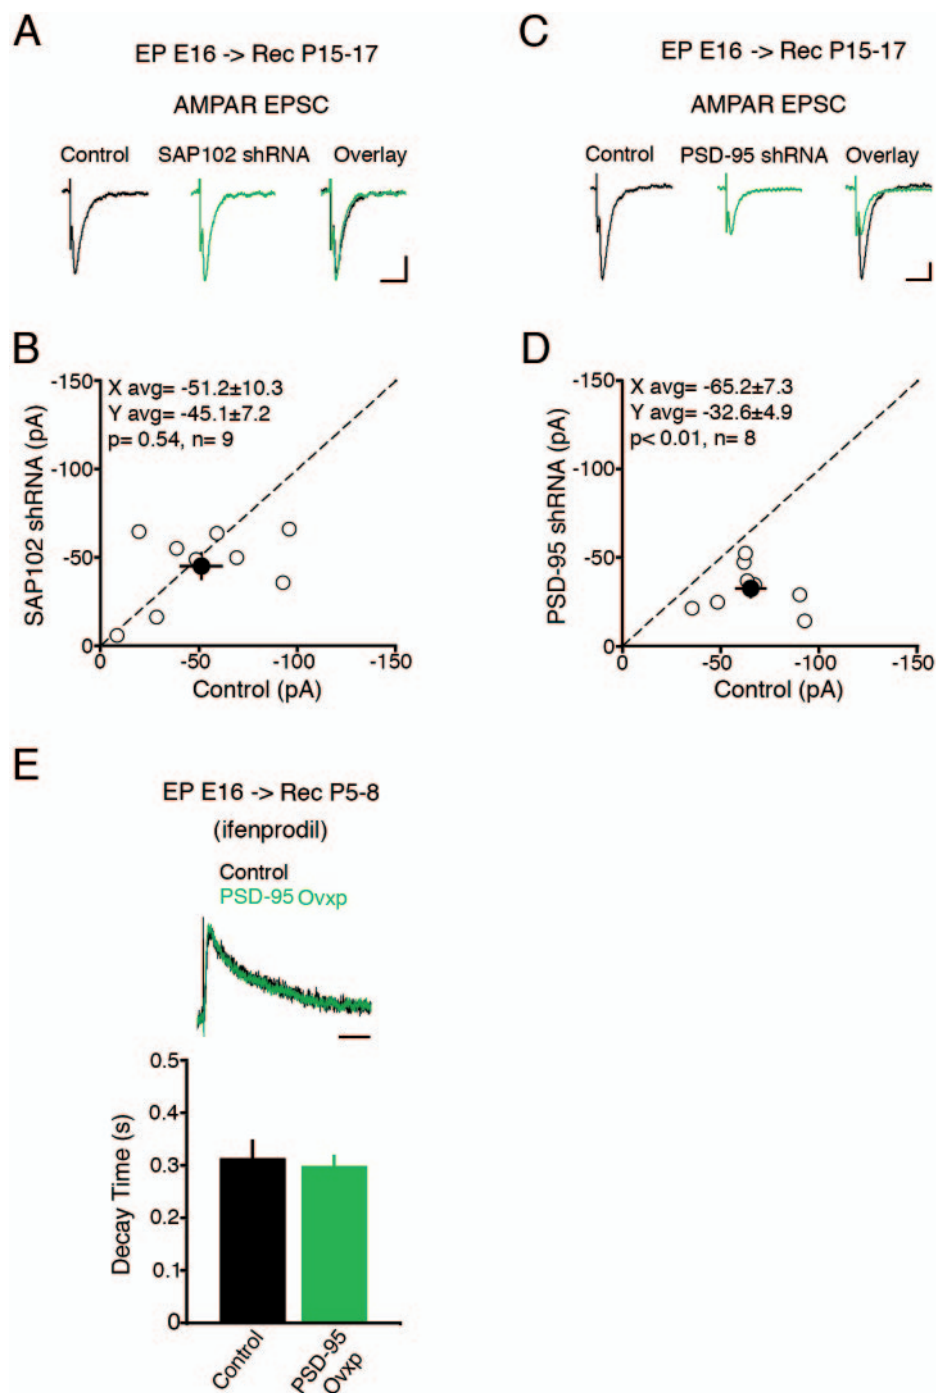 A
EP E16 -> Rec P15-17
AMPAR EPSC
Control SAP102 shRNA Overlay
B
SAP102 shRNA (pA)
-150
-100
-50
0
X avg= -51.2±10.3
Y avg= -45.1±7.2
p= 0.54, n= 9
0 -50 -100 -150
Control (pA)
C
EP E16 -> Rec P15-17
AMPAR EPSC
Control PSD-95 shRNA Overlay
D
PSD-95 shRNA (pA)
-150
-100
-50
0
X avg= -65.2±7.3
Y avg= -32.6±4.9
p< 0.01, n= 8
0 -50 -100 -150
Control (pA)
E
EP E16 -> Rec P5-8
(ifenprodil)
Control
PSD-95 Ovxp
Decay Time (s)
0.5
0.4
0.3
0.2
0.1
0
Control
PSD-95
Ovxp